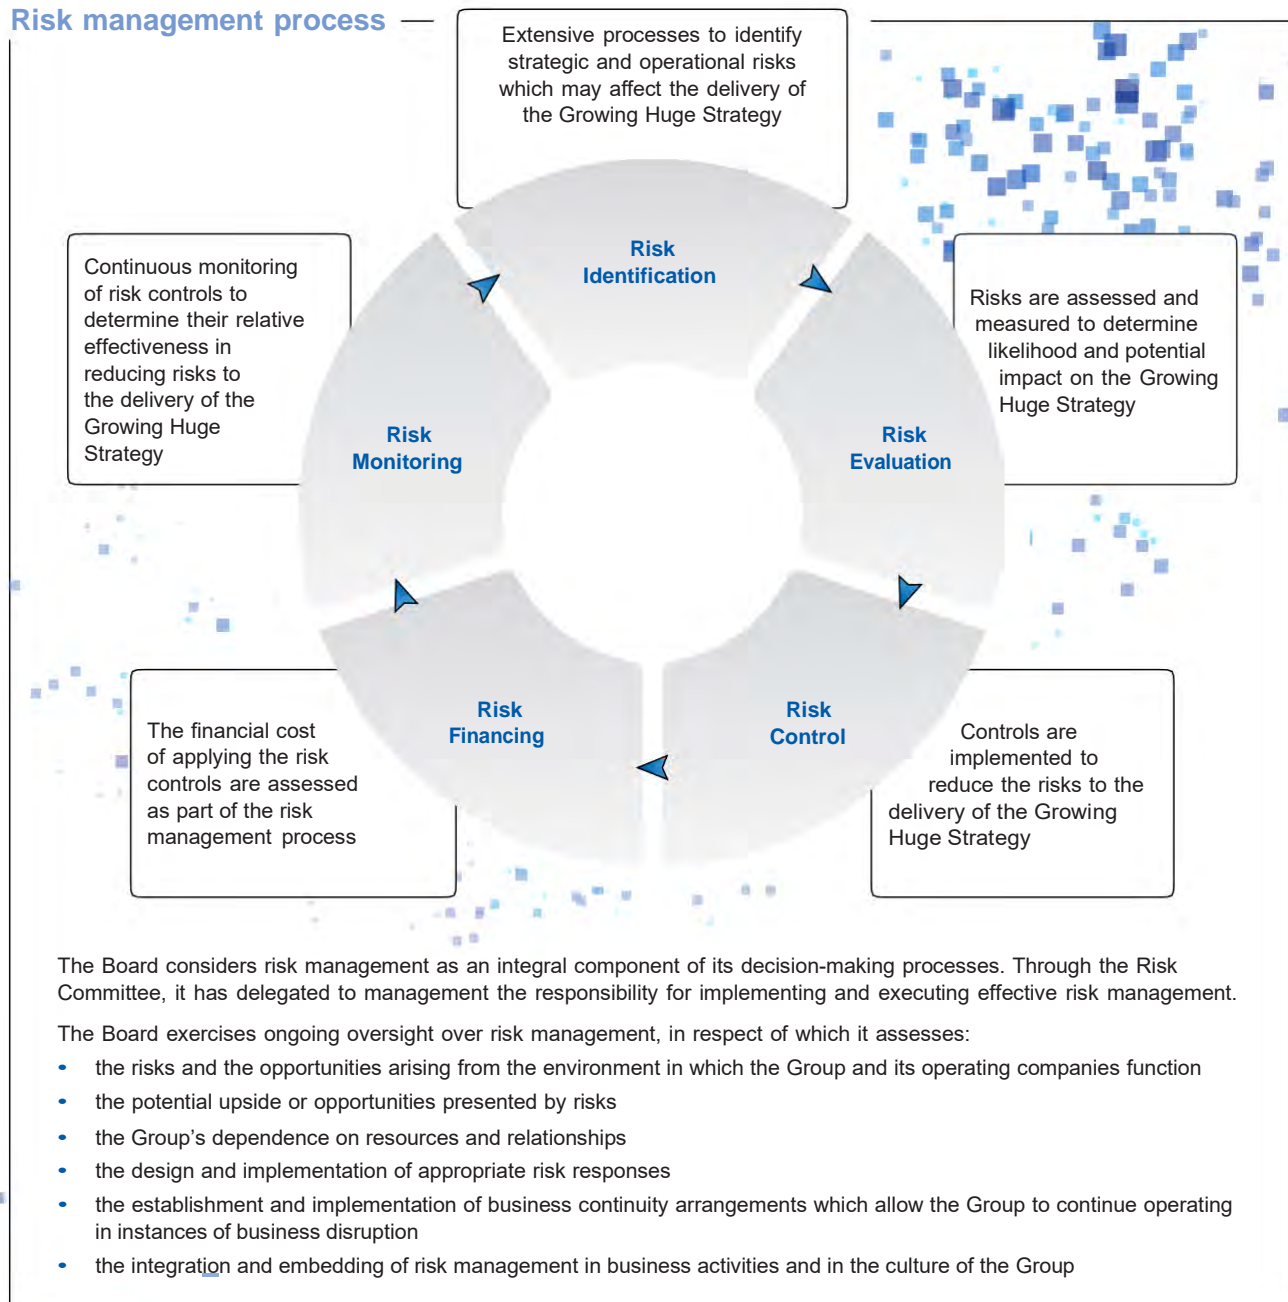 Risk management process
Extensive processes to identify
strategic and operational risks
which may affect the delivery of
the Growing Huge Strategy
Risk
Identification
Continuous monitoring
of risk controls to
determine their relative
effectiveness in
reducing risks to
the delivery of the
Growing Huge
Strategy
Risks are assessed and
measured to determine
likelihood and potential
impact on the Growing
Huge Strategy
Risk
Monitoring
Risk
Evaluation
The financial cost
of applying the risk
controls are assessed
as part of the risk
management process
Risk
Financing
Risk
Control
Controls are
implemented to
reduce the risks to the
delivery of the Growing
Huge Strategy
The Board considers risk management as an integral component of its decision-making processes. Through the Risk
Committee, it has delegated to management the responsibility for implementing and executing effective risk management.
The Board exercises ongoing oversight over risk management, in respect of which it assesses:
• the risks and the opportunities arising from the environment in which the Group and its operating companies function
• the potential upside or opportunities presented by risks
• the Group’s dependence on resources and relationships
• the design and implementation of appropriate risk responses
• the establishment and implementation of business continuity arrangements which allow the Group to continue operating
in instances of business disruption
• the integration and embedding of risk management in business activities and in the culture of the Group